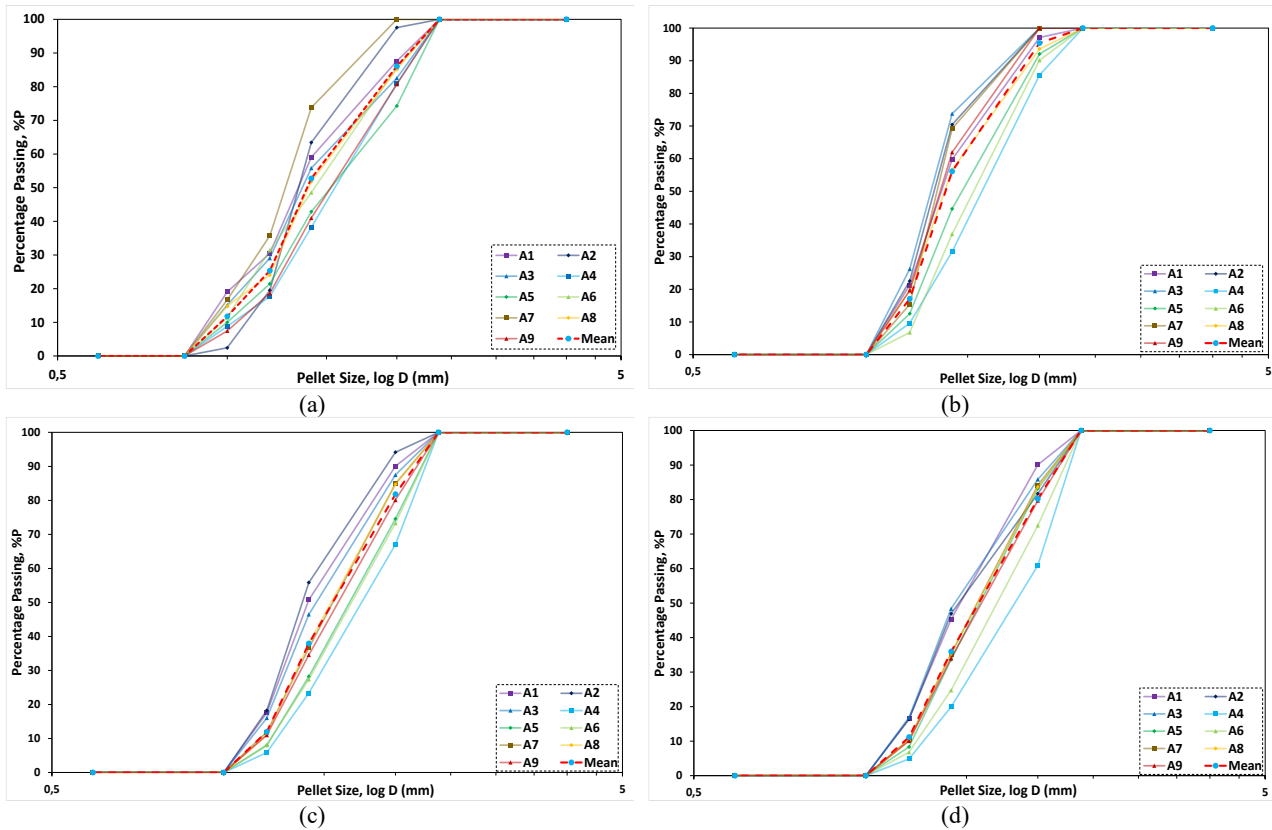 100
90
80
70
60
50
40
30
20
10
0
Percentage Passing, %P
0,5
5
Pellet Size, log D (mm)
A1 A2
A3 A4
A5 A6
A7 A8
A9 Mean
(a)
100
90
80
70
60
50
40
30
20
10
0
Percentage Passing, %P
0,5
5
Pellet Size, log D (mm)
A1 A2
A3 A4
A5 A6
A7 A8
A9 Mean
(b)
100
90
80
70
60
50
40
30
20
10
0
Percentage Passing, %P
0,5
5
Pellet Size, log D (mm)
A1 A2
A3 A4
A5 A6
A7 A8
A9 Mean
(c)
100
90
80
70
60
50
40
30
20
10
0
Percentage Passing, %P
0,5
5
Pellet Size, log D (mm)
A1 A2
A3 A4
A5 A6
A7 A8
A9 Mean
(d)